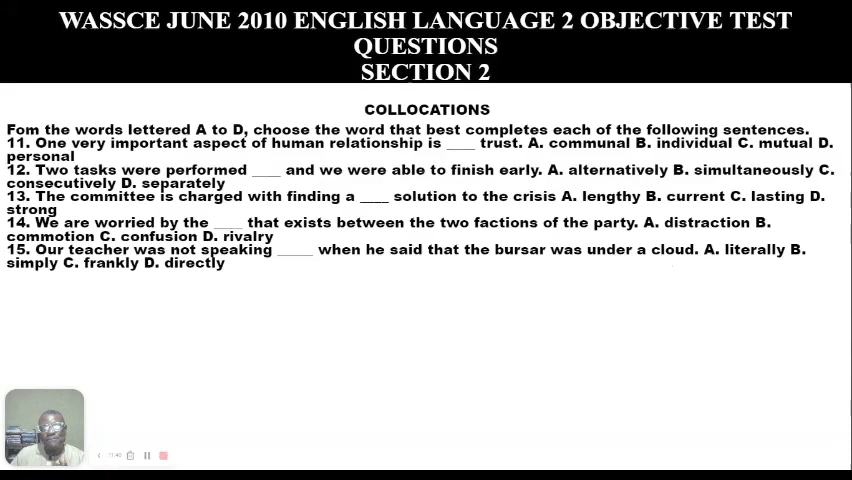 WASSCE JUNE 2010 ENGLISH LANGUAGE 2 OBJECTIVE TEST
QUESTIONS
SECTION 2
COLLOCATIONS
Fom the words lettered A to D, choose the word that best completes each of the following sentences.
11. One very important aspect of human relationship is ____ trust. A. communal B. individual C. mutual D.
personal
12. Two tasks were performed ____ and we were able to finish early. A. alternatively B. simultaneously C.
consecutively D. separately
13. The committee is charged with finding a ____ solution to the crisis A. lengthy B. current C. lasting D.
strong
14. We are worried by the ____ that exists between the two factions of the party. A. distraction B.
commotion C. confusion D. rivalry
15. Our teacher was not speaking _____ when he said that the bursar was under a cloud. A. literally B.
simply C. frankly D. directly